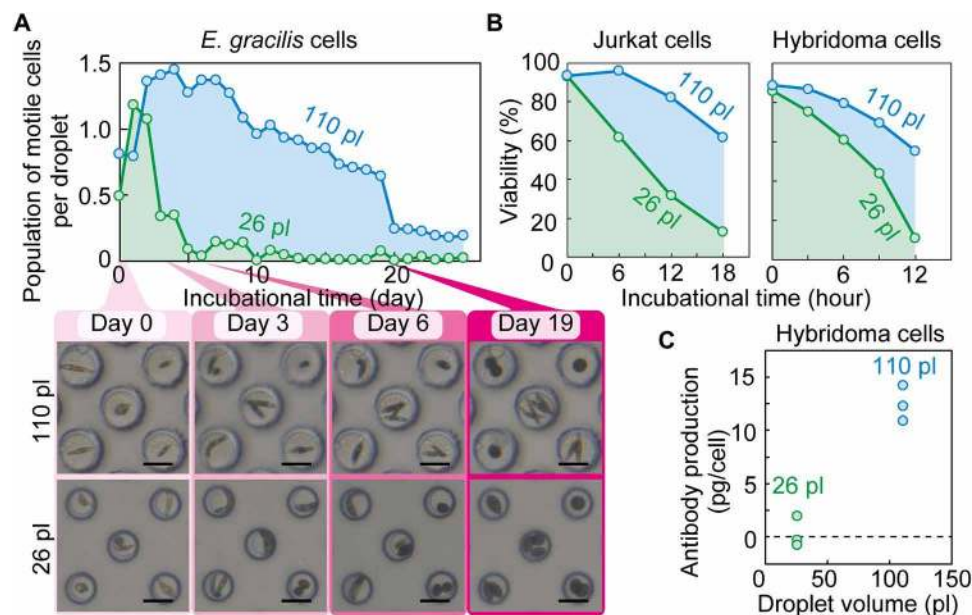 A
E. gracilis cells
Population of motile cells
per droplet
1.5
1.0
0.5
0
110 pl
26 pl
0
10
20
Incubational time (day)
Day 0
Day 3
Day 6
Day 19
110 pl
26 pl
B
Jurkat cells
Hybridoma cells
Viability (%)
100
80
60
40
20
0
110 pl
26 pl
110 pl
26 pl
0
6
12
18
0
6
12
Incubational time (hour)
C
Hybridoma cells
Antibody production
(pg/cell)
15
10
5
0
110 pl
26 pl
0
50
100
150
Droplet volume (pl)